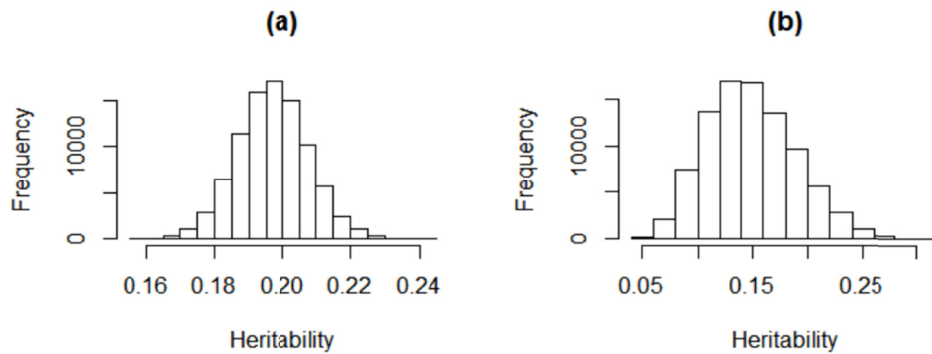 (a)
Frequency
10000
0
0.16 0.18 0.20 0.22 0.24
Heritability
(b)
Frequency
10000
0
0.05 0.15 0.25
Heritability